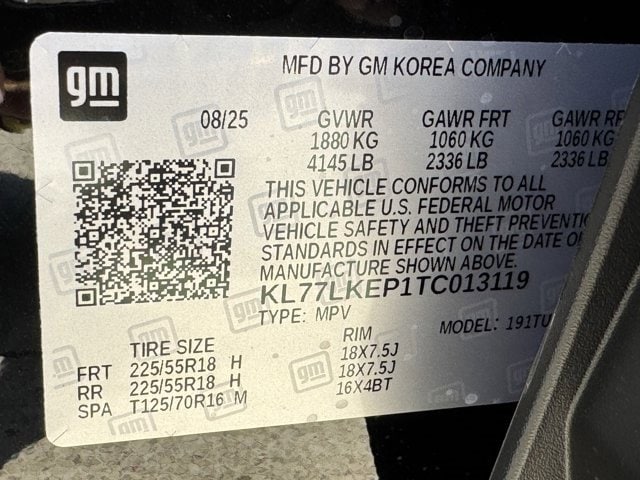 gm
MFD BY GM KOREA COMPANY
08/25 GVWR GAWR FRT GAWR RR
1880 KG 1060 KG 1060 KG
4145 LB 2336 LB 2336 LB
THIS VEHICLE CONFORMS TO ALL
APPLICABLE U.S. FEDERAL MOTOR
VEHICLE SAFETY AND THEFT PREVENTIO
STANDARDS IN EFFECT ON THE DATE OF
MANUFACTURE SHOWN ABOVE.
KL77LKEP1TC013119
TYPE: MPV MODEL: 191TU
TIRE SIZE RIM
FRT 225/55R18 H 18X7.5J
RR 225/55R18 H 18X7.5J
SPA T125/70R16 M 16X4BT